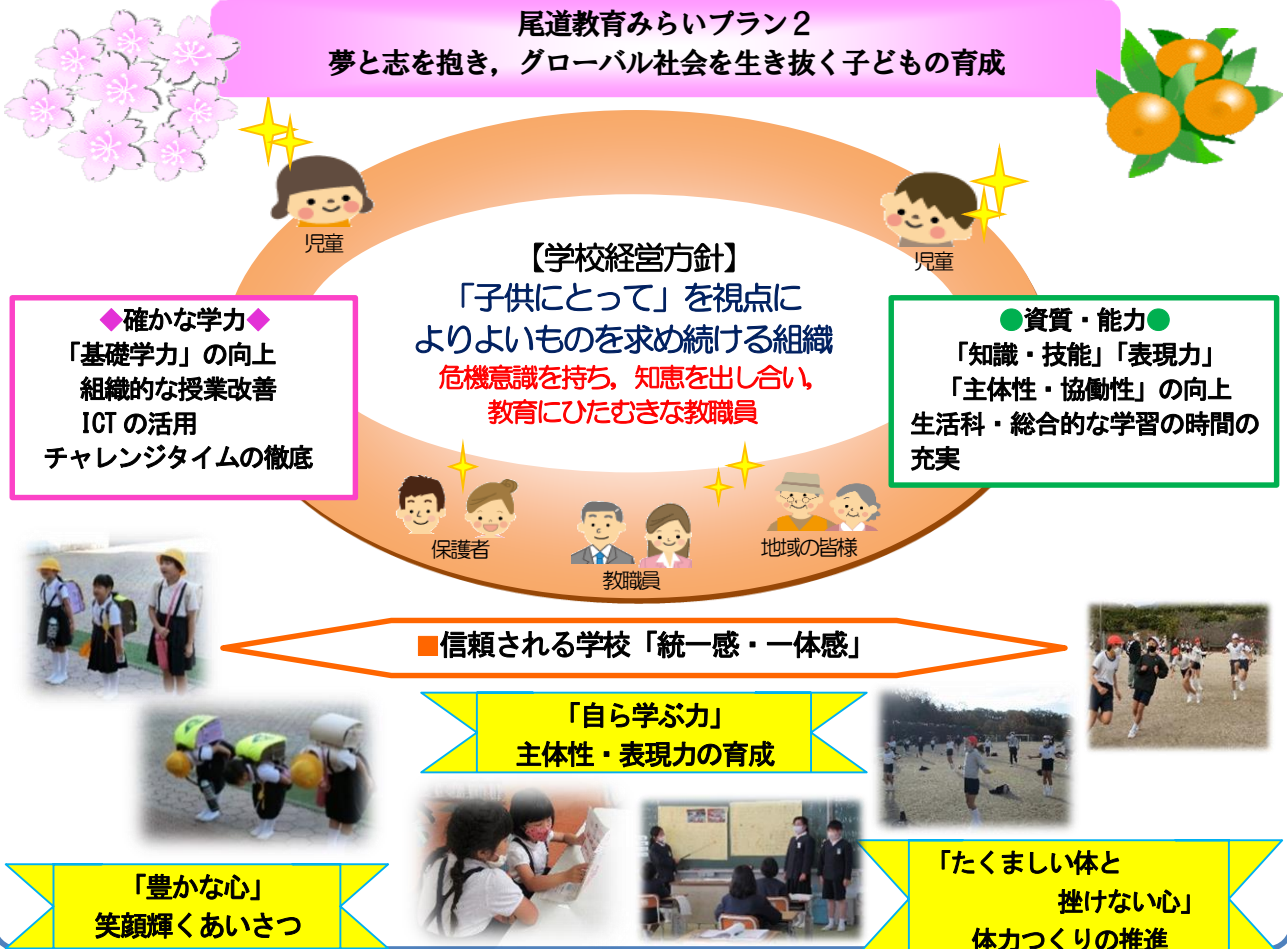 尾道教育みらいプラン２
夢と志を抱き，グローバル社会を生き抜く子どもの育成
児童
児童
【学校経営方針】
「子供にとって」を視点に
よりよいものを求め続ける組織
危機意識を持ち，知恵を出し合い，
教育にひたむきな教職員
◆確かな学力◆
「基礎学力」の向上
組織的な授業改善
ICTの活用
チャレンジタイムの徹底
●資質・能力●
「知識・技能」「表現力」
「主体性・協働性」の向上
生活科・総合的な学習の時間の
充実
保護者
教職員
地域の皆様
■信頼される学校「統一感・一体感」
「自ら学ぶ力」
主体性・表現力の育成
「豊かな心」
笑顔輝くあいさつ
「たくましい体と
挫けない心」
体力つくりの推進